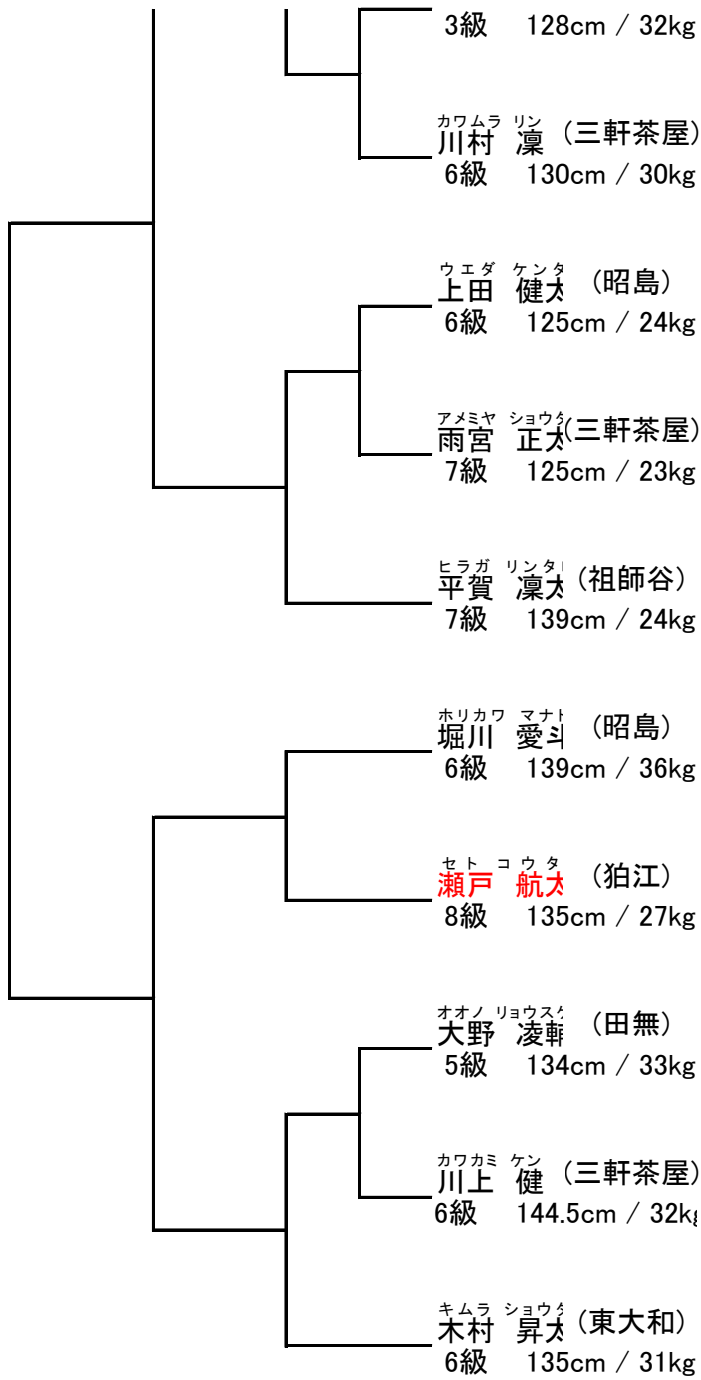 3級 128cm / 32kg
カワムラ リン
川村 凜 (三軒茶屋)
6級 130cm / 30kg
ウエダ ケンタ
上田 健太 (昭島)
6級 125cm / 24kg
アメミヤ ショウタ
雨宮 正太 (三軒茶屋)
7級 125cm / 23kg
ヒラガ リンタ
平賀 凜太 (祖師谷)
7級 139cm / 24kg
ホリカワ マナト
堀川 愛斗 (昭島)
6級 139cm / 36kg
セト コウタ
瀬戸 航太 (狛江)
8級 135cm / 27kg
オオノ リョウスケ
大野 凌輔 (田無)
5級 134cm / 33kg
カワカミ ケン
川上 健 (三軒茶屋)
6級 144.5cm / 32kg
キムラ ショウタ
木村 昇太 (東大和)
6級 135cm / 31kg